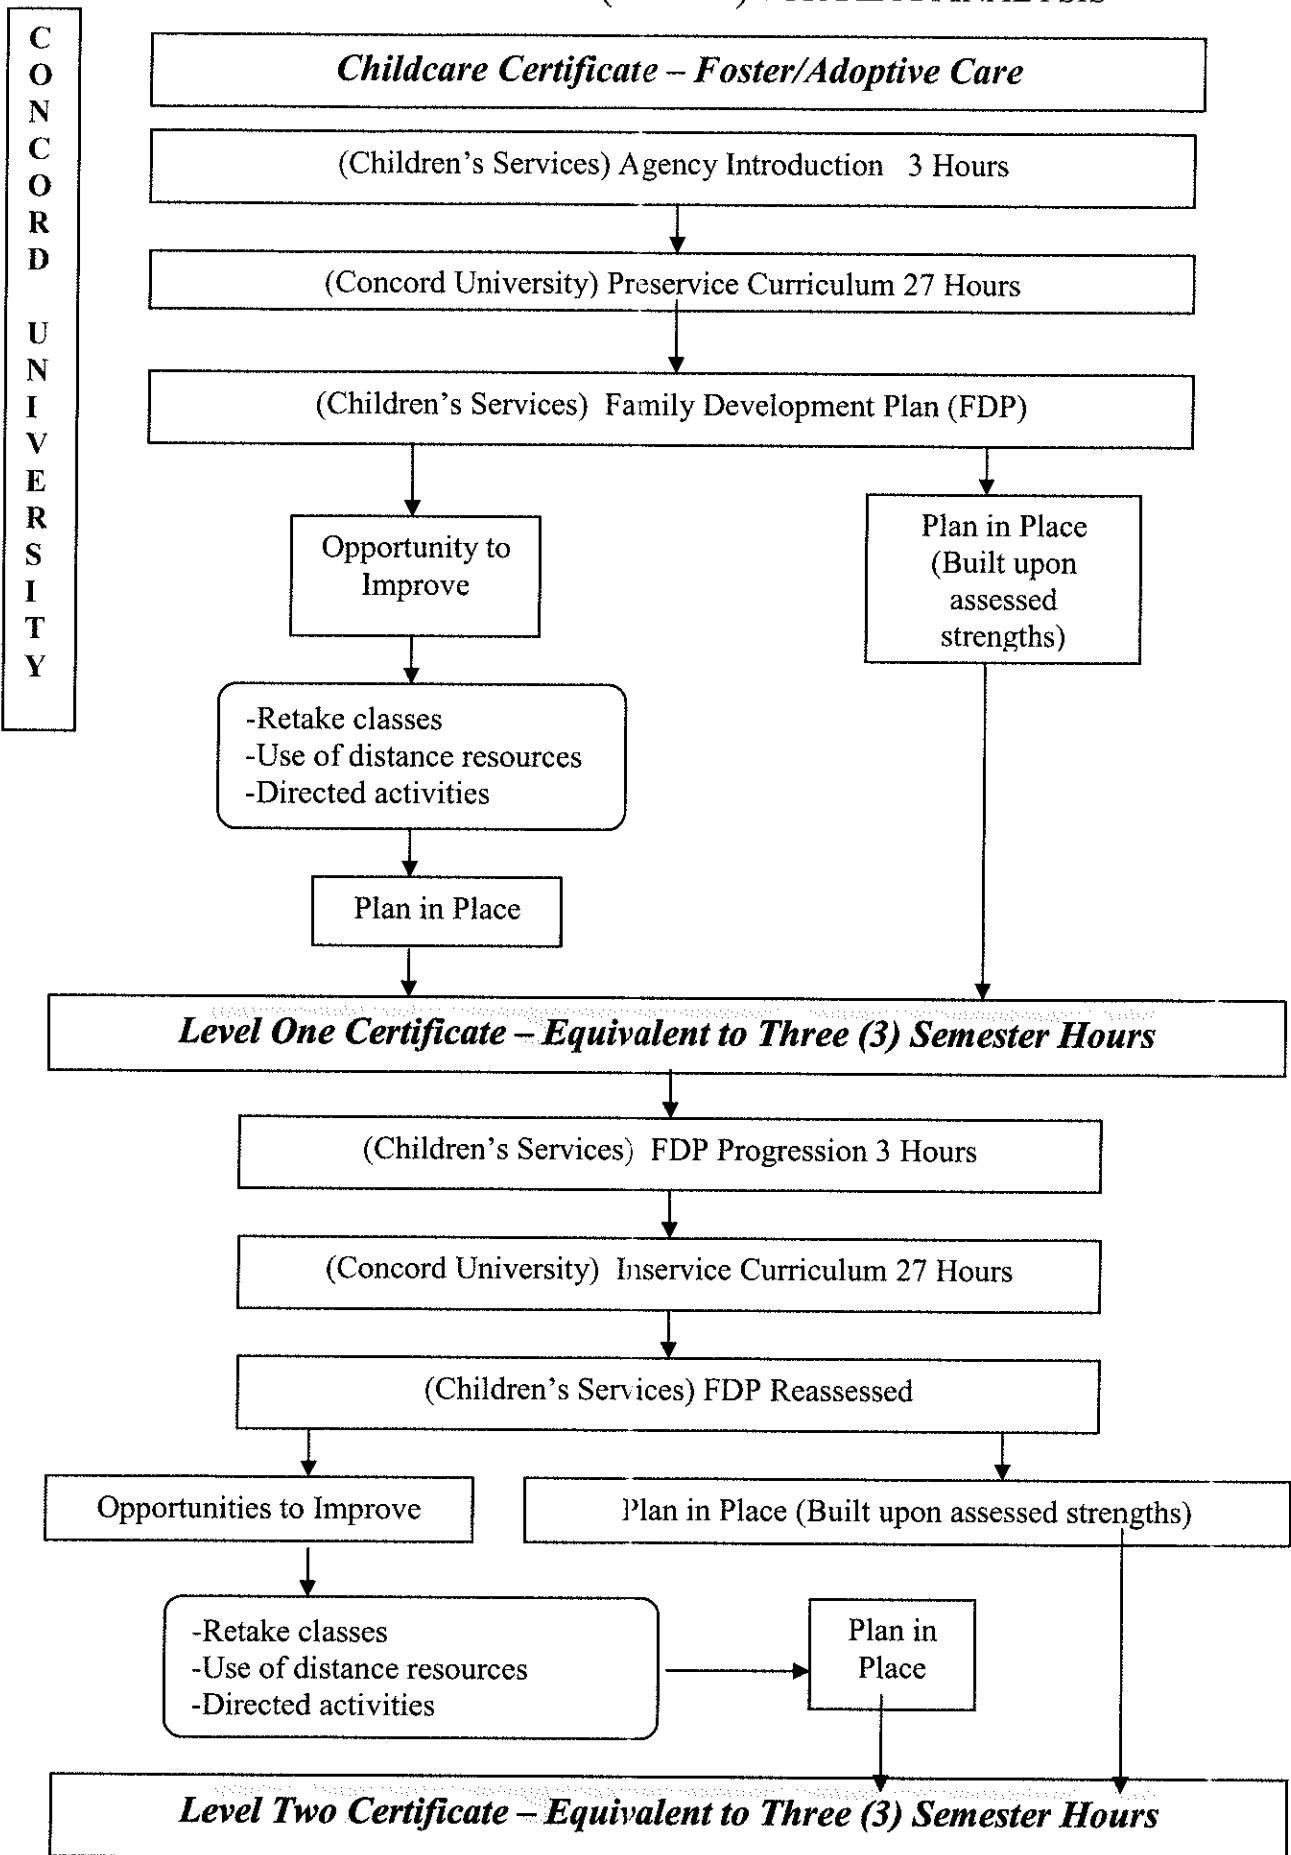 CONCORD UNIVERSITY
Childcare Certificate – Foster/Adoptive Care
(Children's Services) Agency Introduction 3 Hours
(Concord University) Preservice Curriculum 27 Hours
(Children's Services) Family Development Plan (FDP)
Opportunity to
Improve
Plan in Place
(Built upon
assessed
strengths)
-Retake classes
-Use of distance resources
-Directed activities
Plan in Place
Level One Certificate – Equivalent to Three (3) Semester Hours
(Children's Services) FDP Progression 3 Hours
(Concord University) Inservice Curriculum 27 Hours
(Children's Services) FDP Reassessed
Opportunities to Improve
Plan in Place (Built upon assessed strengths)
-Retake classes
-Use of distance resources
-Directed activities
Plan in
Place
Level Two Certificate – Equivalent to Three (3) Semester Hours